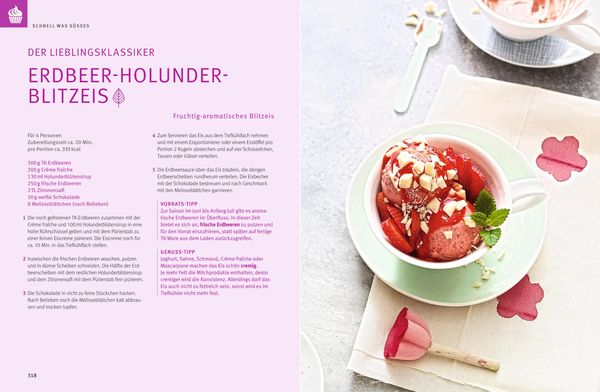 SCHNELL WAS SÜSSES
DER LIEBLINGSKLASSIKER
ERDBEER-HOLUNDER-
BLITZEIS
Fruchtig-aromatisches Blitzeis
Für 4 Personen
Zubereitungszeit ca. 20 Min.
pro Portion ca. 335 kcal
300 g TK-Erdbeeren
200 g Crème fraîche
130 ml Holunderblütensirup
250 g frische Erdbeeren
2 TL Zitronensaft
30 g weiße Schokolade
8 Melisseblättchen (nach Belieben)
1 Die noch gefrorenen TK-Erdbeeren zusammen mit der
Crème fraîche und 100 ml Holunderblütensirup in eine
hohe Rührschüssel geben und mit dem Pürierstab zu
einer feinen Eiscreme pürieren. Die Eiscreme noch für
ca. 10 Min. in das Tiefkühlfach stellen.
2 Inzwischen die frischen Erdbeeren waschen, putzen
und in dünne Scheiben schneiden. Die Hälfte der Erd-
beerscheiben mit dem restlichen Holunderblütensirup
und dem Zitronensaft mit dem Pürierstab fein pürieren.
3 Die Schokolade in nicht zu feine Stückchen hacken.
Nach Belieben noch die Melisseblättchen kalt abbrau-
sen und trocken tupfen.
4 Zum Servieren das Eis aus dem Tiefkühlfach nehmen
und mit einem Eisportionierer oder einem Esslöffel pro
Portion 2 Kugeln abstechen und auf vier Schüsselchen,
Tassen oder Gläser verteilen.
5 Die Erdbeersauce über das Eis träufeln, die übrigen
Erdbeerscheiben rundherum verteilen. Die Eisbecher
mit der Schokolade bestreuen und nach Geschmack
mit den Melisseblättchen garnieren.
VORRATS-TIPP
Zur Saison im Juni bis Anfang Juli gibt es aroma-
tische Erdbeeren im Überfluss. In dieser Zeit
bietet es sich an, frische Erdbeeren zu putzen und
für den Vorrat einzufrieren, statt später auf fertige
TK-Ware aus dem Laden zurückzugreifen.
GENUSS-TIPP
Joghurt, Sahne, Schmand, Crème fraîche oder
Mascarpone machen das Eis schön cremig.
Je mehr Fett die Milchprodukte enthalten, desto
cremiger wird die Konsistenz. Allerdings darf das
Eis auch nicht zu fettreich sein, sonst wird es im
Tiefkühler nicht mehr fest.
318